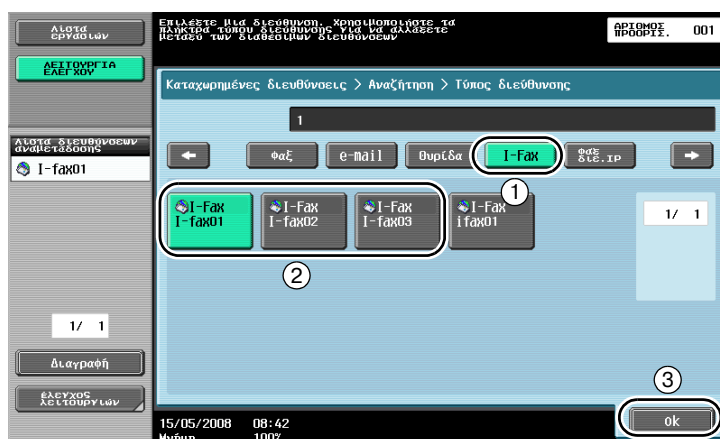 Λίστα
εργασιών
Επιλέξτε μια διεύθυνση. Χρησιμοποιήστε τα
πλήκτρα τύπου διεύθυνσης για να αλλάξετε
μεταξύ των διαθέσιμων διευθύνσεων
ΑΡΙΘΜΟΣ
ΠΡΟΟΡΙΣ. 001
ΛΕΙΤΟΥΡΓΙΑ
ΕΛΕΓΧΟΥ
Καταχωρημένες διευθύνσεις > Αναζήτηση > Τύπος διεύθυνσης
1
Λίστα διευθύνσεων
αναμετάδοσης
I-fax01
Φαξ
e-mail
Θυρίδα
I-Fax
Φαξ
διε.IP
1
I-Fax
I-fax01
I-Fax
I-fax02
I-Fax
I-fax03
I-Fax
ifax01
1/ 1
2
1/ 1
Διαγραφή
3
έλεγχος
λειτουργιών
ok
15/05/2008 08:42
Μνήμη 100%